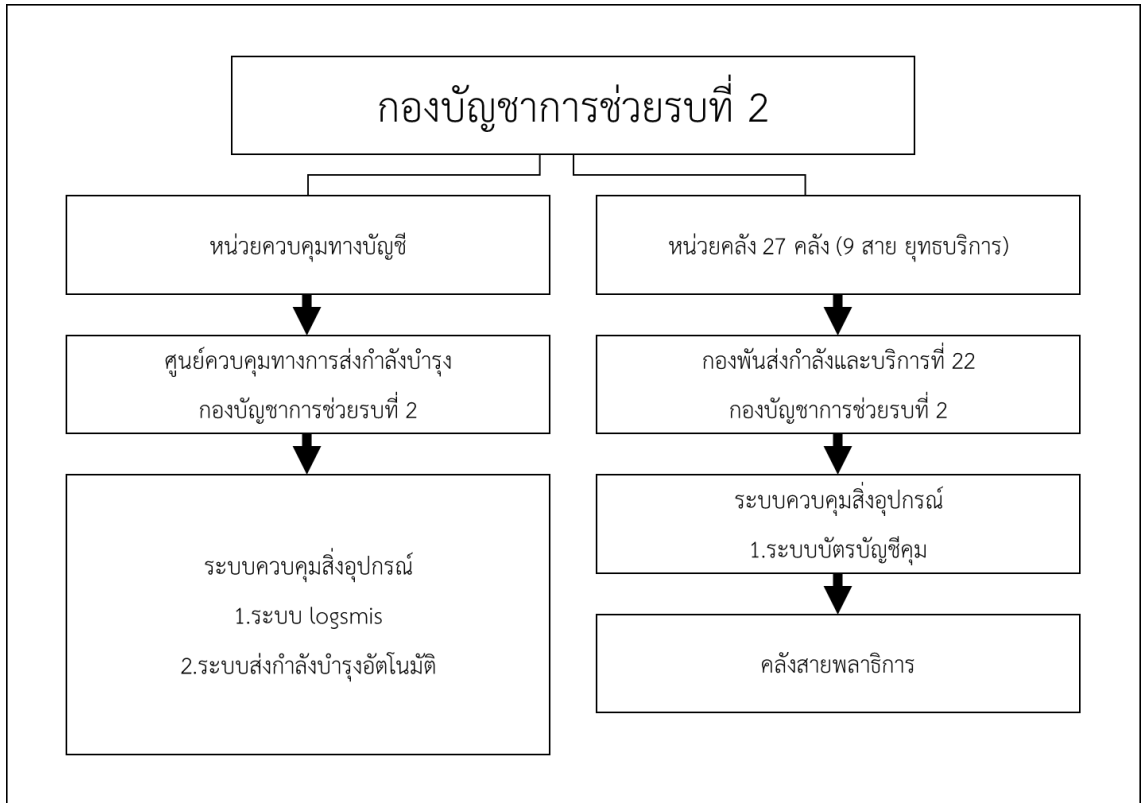 กองบัญชาการช่วยรบที่ 2
หน่วยควบคุมทางบัญชี
ศูนย์ควบคุมทางการส่งกำลังบำรุง
กองบัญชาการช่วยรบที่ 2
ระบบควบคุมสิ่งอุปกรณ์
1.ระบบ logsmis
2.ระบบส่งกำลังบำรุงอัตโนมัติ
หน่วยคลัง 27 คลัง (9 สาย ยุทธบริการ)
กองพันส่งกำลังและบริการที่ 22
กองบัญชาการช่วยรบที่ 2
ระบบควบคุมสิ่งอุปกรณ์
1.ระบบบัตรบัญชีคุม
คลังสายพลาธิการ